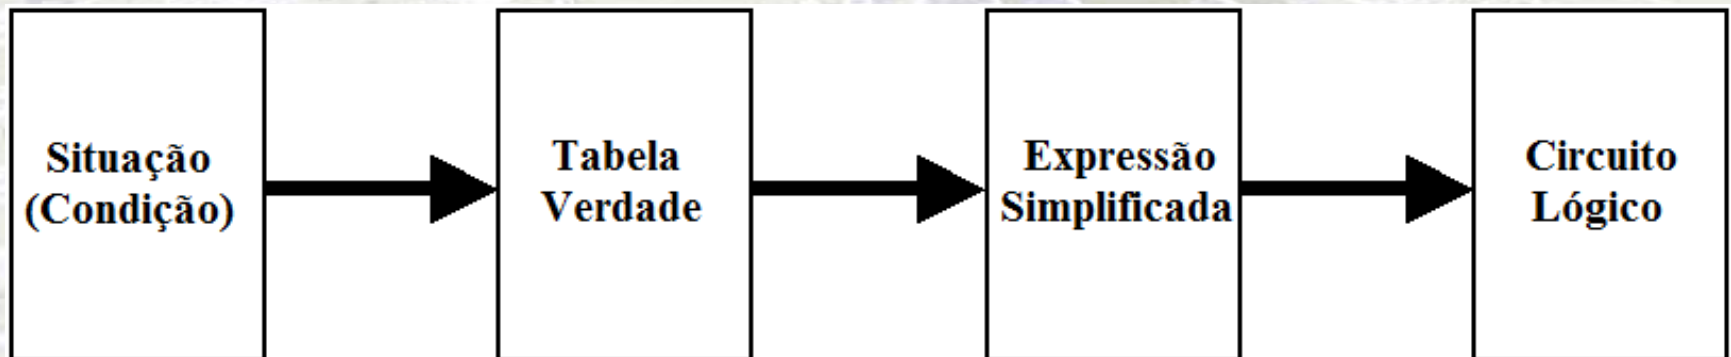 Situação
(Condição)
Tabela
Verdade
Expressão
Simplificada
Circuito
Lógico